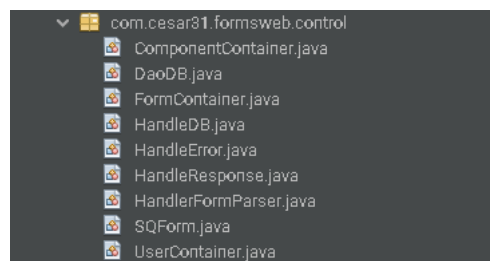 com.cesar31.formsweb.control
ComponentContainer.java
DaoDB.java
FormContainer.java
HandleDB.java
HandleError.java
HandleResponse.java
HandlerFormParser.java
SQForm.java
UserContainer.java